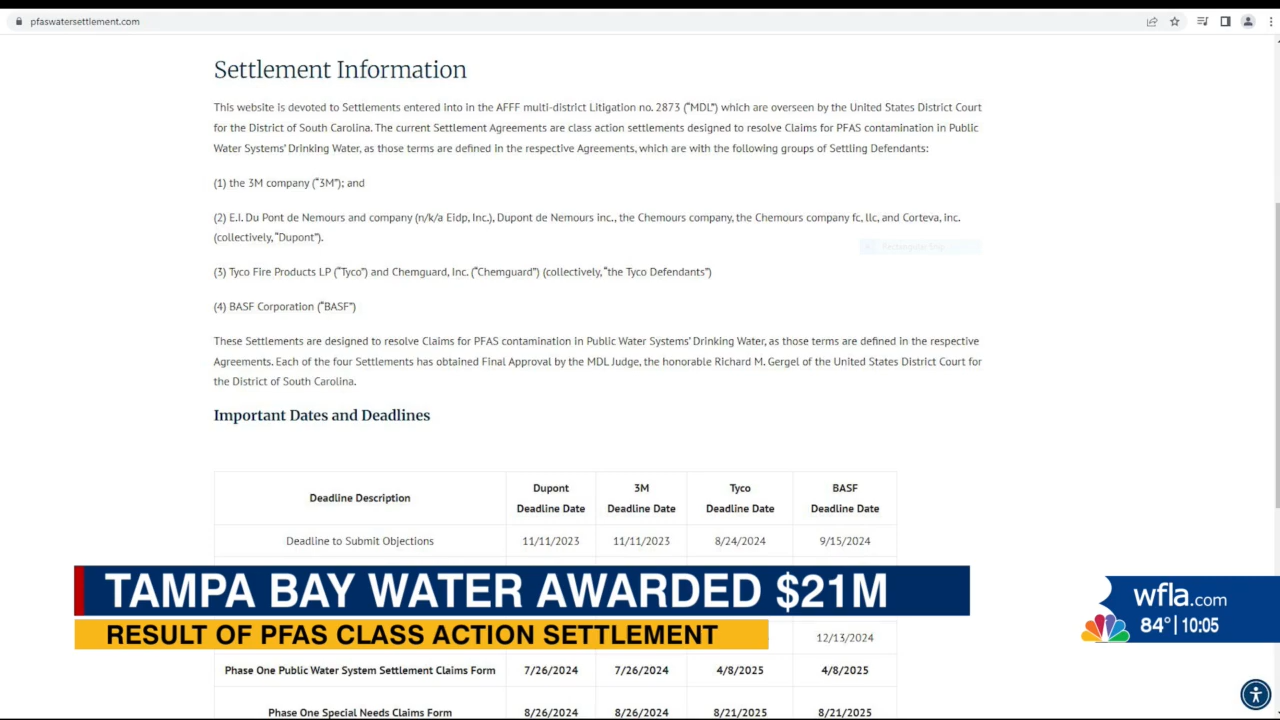 pfaswatersettlement.com
Settlement Information
This website is devoted to Settlements entered into in the AFFF multi-district Litigation no. 2873 (“MDL”) which are overseen by the United States District Court
for the District of South Carolina. The current Settlement Agreements are class action settlements designed to resolve Claims for PFAS contamination in Public
Water Systems’ Drinking Water, as those terms are defined in the respective Agreements, which are with the following groups of Settling Defendants:
(1) the 3M company (“3M”); and
(2) E.I. Du Pont de Nemours and company (n/k/a Eidp, Inc.), Dupont de Nemours inc., the Chemours company, the Chemours company fc, llc, and Corteva, inc.
(collectively, “Dupont”).
Rectangular Snip
(3) Tyco Fire Products LP (“Tyco”) and Chemguard, Inc. (“Chemguard”) (collectively, “the Tyco Defendants”)
(4) BASF Corporation (“BASF”)
These Settlements are designed to resolve Claims for PFAS contamination in Public Water Systems’ Drinking Water, as those terms are defined in the respective
Agreements. Each of the four Settlements has obtained Final Approval by the MDL Judge, the honorable Richard M. Gergel of the United States District Court for
the District of South Carolina.
Important Dates and Deadlines
Deadline Description
Dupont
Deadline Date
3M
Deadline Date
Tyco
Deadline Date
BASF
Deadline Date
Deadline to Submit Objections 11/11/2023 11/11/2023 8/24/2024 9/15/2024
TAMPA BAY WATER AWARDED $21M
RESULT OF PFAS CLASS ACTION SETTLEMENT
12/13/2024
wfla.com
84° | 10:05
Phase One Public Water System Settlement Claims Form 7/26/2024 7/26/2024 4/8/2025 4/8/2025
Phase One Special Needs Claims Form 8/26/2024 8/26/2024 8/21/2025 8/21/2025